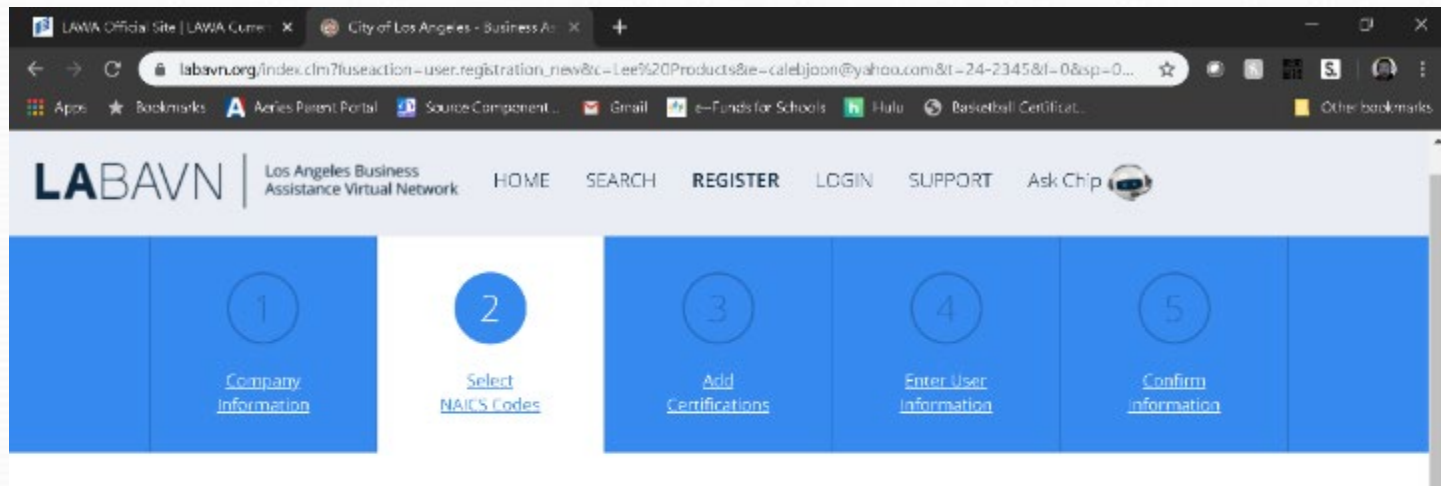 LAWA Official Site | LAWA Curren
City of Los Angeles - Business As
labavn.org/index.cfm?fuseaction=user.registration_new&c=Lee%20Products&e=calebjoon@yahoo.com&t=24-2345&f=0&sp=0...
Apps Bookmarks Aeries Parent Portal Source Component... Gmail e~Funds for Schools Hulu Basketball Certificat... Other bookmarks
LABAVN Los Angeles Business
Assistance Virtual Network
HOME SEARCH REGISTER LOGIN SUPPORT Ask Chip
1 2 3 4 5
Company Select Add Enter User Confirm
Information NAICS Codes Certifications Information Information